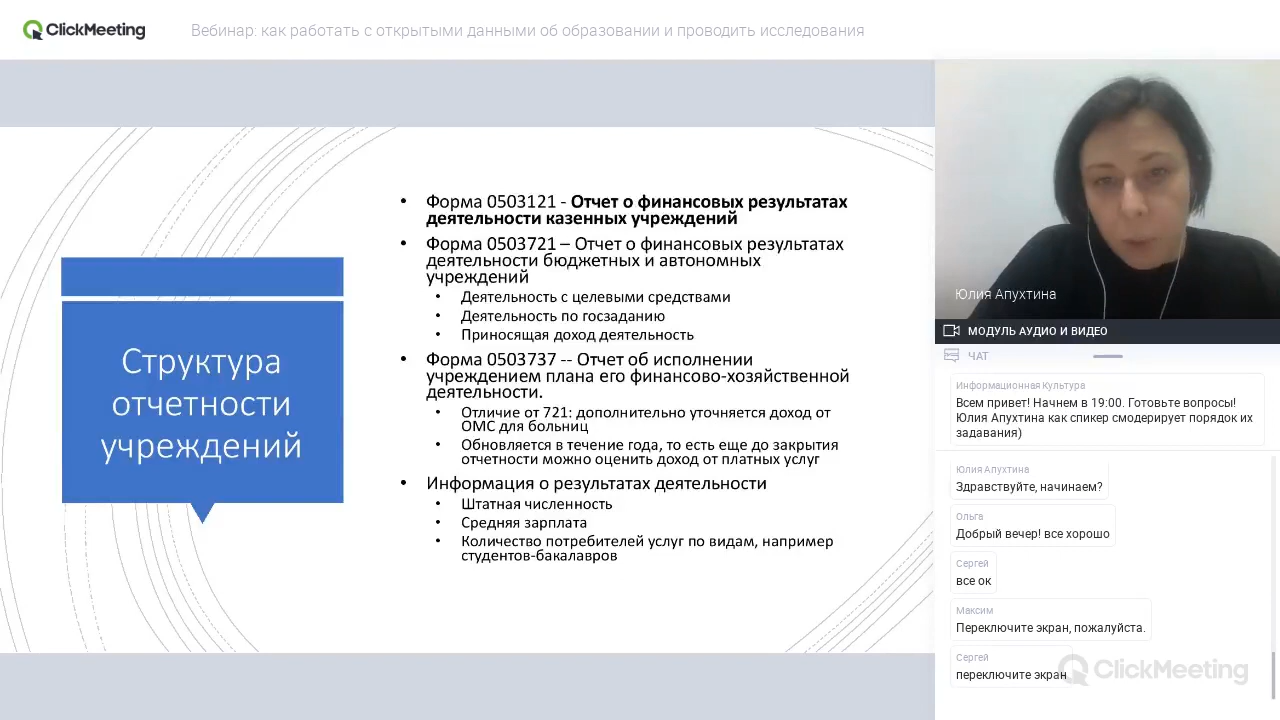 ClickMeeting
Вебинар: как работать с открытыми данными об образовании и проводить исследования
Структура
отчетности
учреждений
• Форма 0503121 - Отчет о финансовых результатах
деятельности казенных учреждений
• Форма 0503721 – Отчет о финансовых результатах
деятельности бюджетных и автономных
учреждений
• Деятельность с целевыми средствами
• Деятельность по госзаданию
• Приносящая доход деятельность
• Форма 0503737 -- Отчет об исполнении
учреждением плана его финансово-хозяйственной
деятельности.
• Отличие от 721: дополнительно уточняется доход от
ОМС для больниц
• Обновляется в течение года, то есть еще до закрытия
отчетности можно оценить доход от платных услуг
• Информация о результатах деятельности
• Штатная численность
• Средняя зарплата
• Количество потребителей услуг по видам, например
студентов-бакалавров
Юлия Апухтина
МОДУЛЬ АУДИО И ВИДЕО
ЧАТ
Информационная Культура
Всем привет! Начнем в 19:00. Готовьте вопросы!
Юлия Апухтина как спикер смодерирует порядок их
задавания)
Юлия Апухтина
Здравствуйте, начинаем?
Ольга
Добрый вечер! все хорошо
Сергей
все ок
Максим
Переключите экран, пожалуйста.
Сергей
переключите экран
ClickMeeting